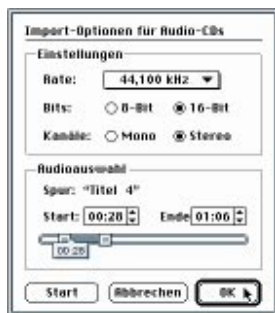 Import-Optionen für Audio-CDs
Einstellungen
Rate: 44,100 kHz
Bits: 8-Bit 16-Bit
Kanäle: Mono Stereo
Audioauswahl
Spur: "Titel 4"
Start: 00:28 Ende 01:06
00:28
Start Abbrechen OK